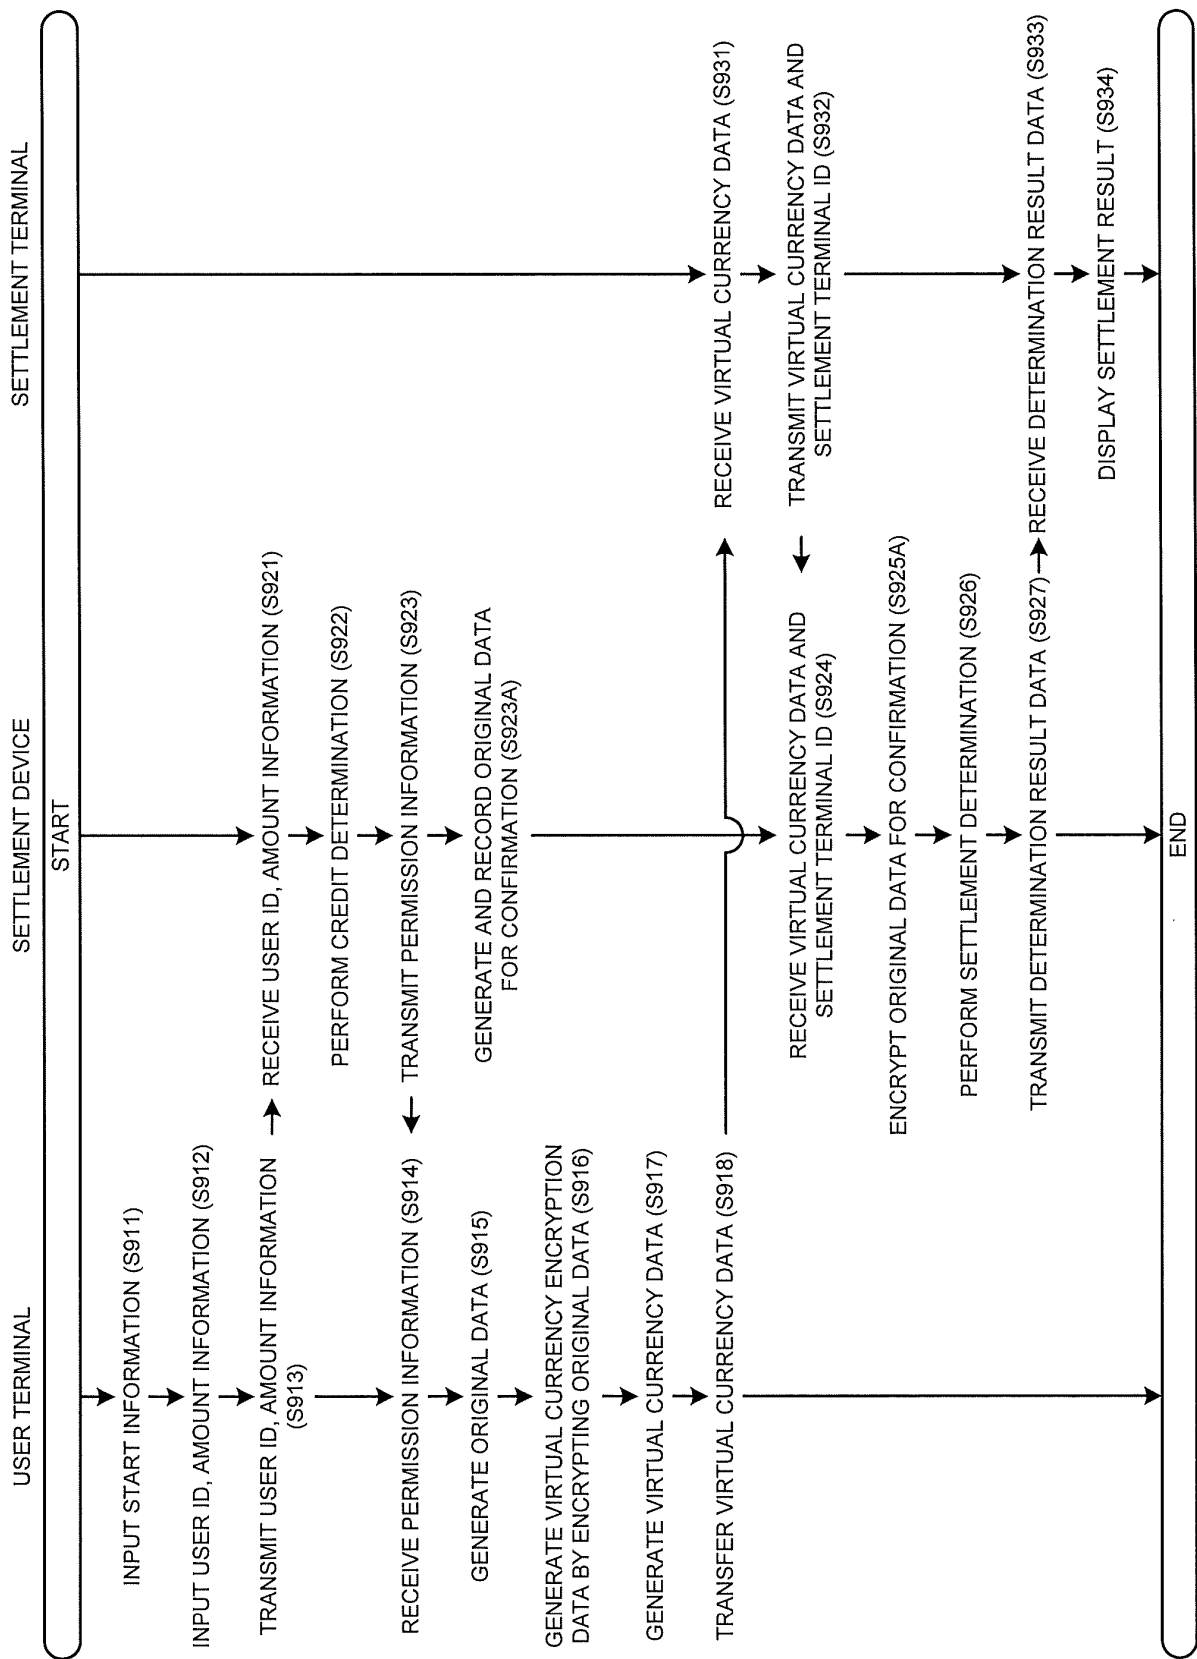 USER TERMINAL
SETTLEMENT DEVICE
SETTLEMENT TERMINAL
START
INPUT START INFORMATION (S911)
INPUT USER ID, AMOUNT INFORMATION (S912)
TRANSMIT USER ID, AMOUNT INFORMATION
(S913)
RECEIVE USER ID, AMOUNT INFORMATION (S921)
PERFORM CREDIT DETERMINATION (S922)
RECEIVE PERMISSION INFORMATION (S914)
TRANSMIT PERMISSION INFORMATION (S923)
GENERATE ORIGINAL DATA (S915)
GENERATE AND RECORD ORIGINAL DATA
FOR CONFIRMATION (S923A)
GENERATE VIRTUAL CURRENCY ENCRYPTION
DATA BY ENCRYPTING ORIGINAL DATA (S916)
GENERATE VIRTUAL CURRENCY DATA (S917)
TRANSFER VIRTUAL CURRENCY DATA (S918)
RECEIVE VIRTUAL CURRENCY DATA (S931)
RECEIVE VIRTUAL CURRENCY DATA AND
SETTLEMENT TERMINAL ID (S924)
TRANSMIT VIRTUAL CURRENCY DATA AND
SETTLEMENT TERMINAL ID (S932)
ENCRYPT ORIGINAL DATA FOR CONFIRMATION (S925A)
PERFORM SETTLEMENT DETERMINATION (S926)
TRANSMIT DETERMINATION RESULT DATA (S927)
RECEIVE DETERMINATION RESULT DATA (S933)
DISPLAY SETTLEMENT RESULT (S934)
END